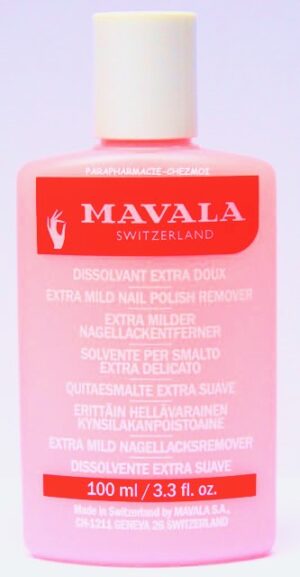 PARAPHARMACIE-CHEZMOI
MAVALA
SWITZERLAND
DISSOLVANT EXTRA DOUX
EXTRA MILD NAIL POLISH REMOVER
EXTRA MILDER
NAGELLACKENTFERNER
SOLVENTE PER SMALTO
EXTRA DELICATO
QUITAESMALTE EXTRA SUAVE
ERITTÄIN HELLÄVARAINEN
KYNSILAKANPOISTOAINE
EXTRA MILD NAGELLACKSREMOVER
DISSOLVENTE EXTRA SUAVE
100 ml / 3.3 fl. oz.
Made in Switzerland by MAVALA S.A.,
CH-1211 GENEVA 26 SWITZERLAND